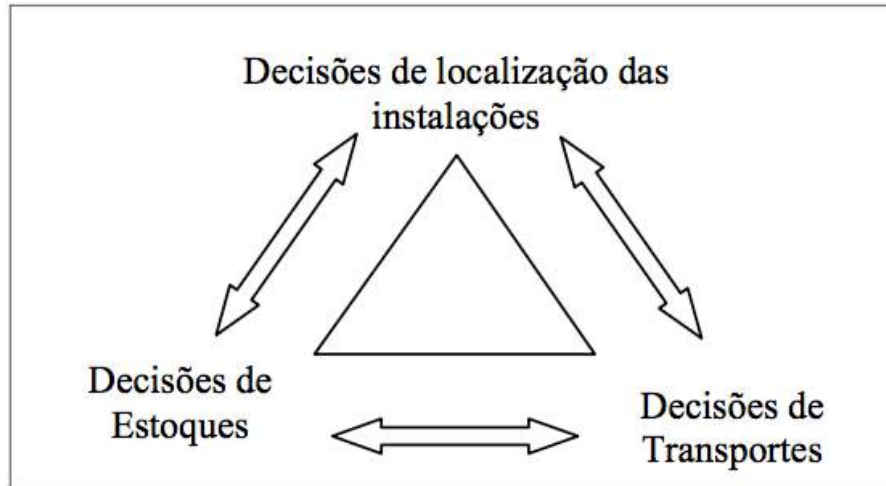 Decisões de localização das
instalações
Decisões de
Estoques
Decisões de
Transportes